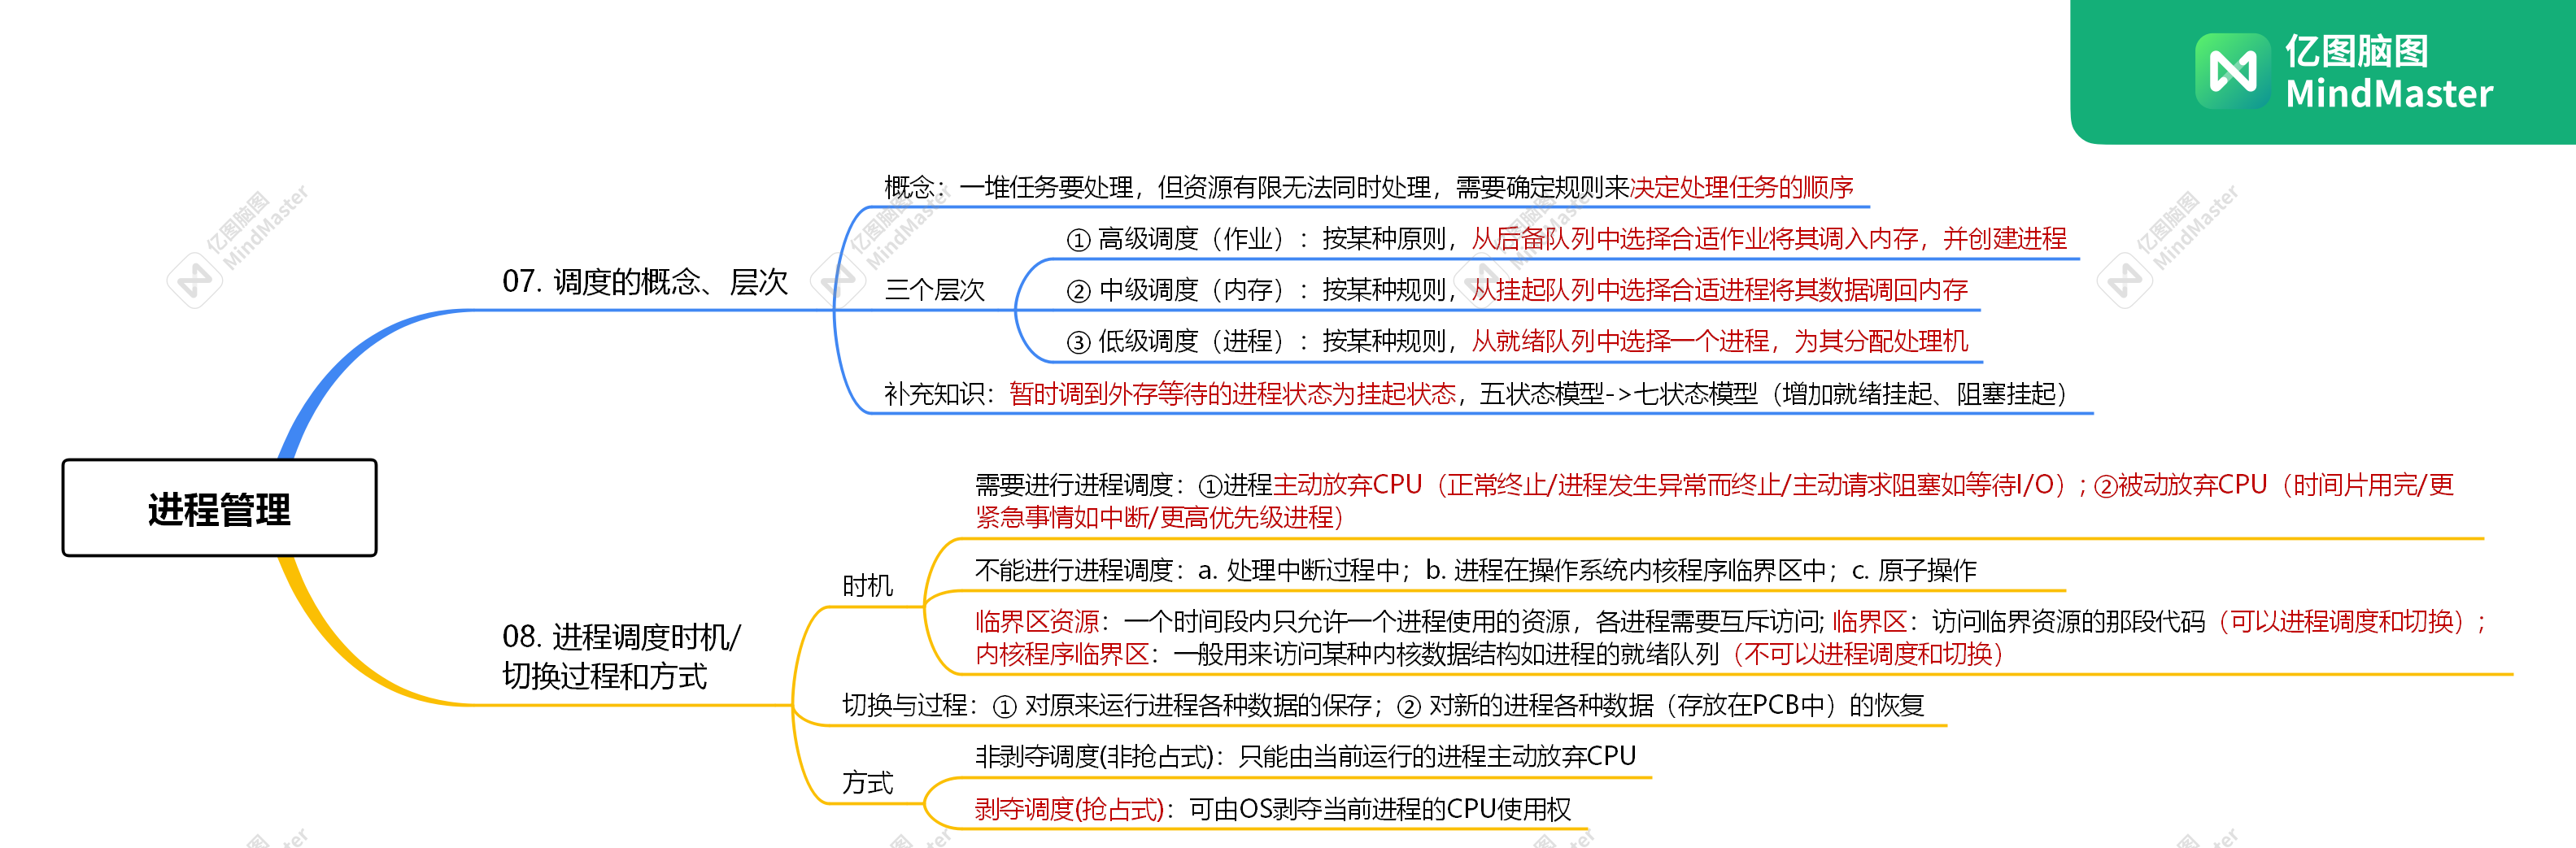 亿图脑图
MindMaster
概念：一堆任务要处理，但资源有限无法同时处理，需要确定规则来决定处理任务的顺序
① 高级调度（作业）：按某种原则，从后备队列中选择合适作业将其调入内存，并创建进程
07. 调度的概念、层次
三个层次
② 中级调度（内存）：按某种规则，从挂起队列中选择合适进程将其数据调回内存
③ 低级调度（进程）：按某种规则，从就绪队列中选择一个进程，为其分配处理机
补充知识：暂时调到外存等待的进程状态为挂起状态，五状态模型->七状态模型（增加就绪挂起、阻塞挂起）
进程管理
需要进行进程调度：①进程主动放弃CPU（正常终止/进程发生异常而终止/主动请求阻塞如等待I/O）; ②被动放弃CPU（时间片用完/更
紧急事情如中断/更高优先级进程）
时机
不能进行进程调度：a. 处理中断过程中；b. 进程在操作系统内核程序临界区中；c. 原子操作
临界区资源：一个时间段内只允许一个进程使用的资源，各进程需要互斥访问; 临界区：访问临界资源的那段代码（可以进程调度和切换）;
内核程序临界区：一般用来访问某种内核数据结构如进程的就绪队列（不可以进程调度和切换）
08. 进程调度时机/
切换过程和方式
切换与过程：① 对原来运行进程各种数据的保存；② 对新的进程各种数据（存放在PCB中）的恢复
非剥夺调度(非抢占式)：只能由当前运行的进程主动放弃CPU
方式
剥夺调度(抢占式)：可由OS剥夺当前进程的CPU使用权
亿图脑图
MindMaster
亿图脑图
MindMaster
亿图脑图
MindMaster
亿图脑图
MindMaster